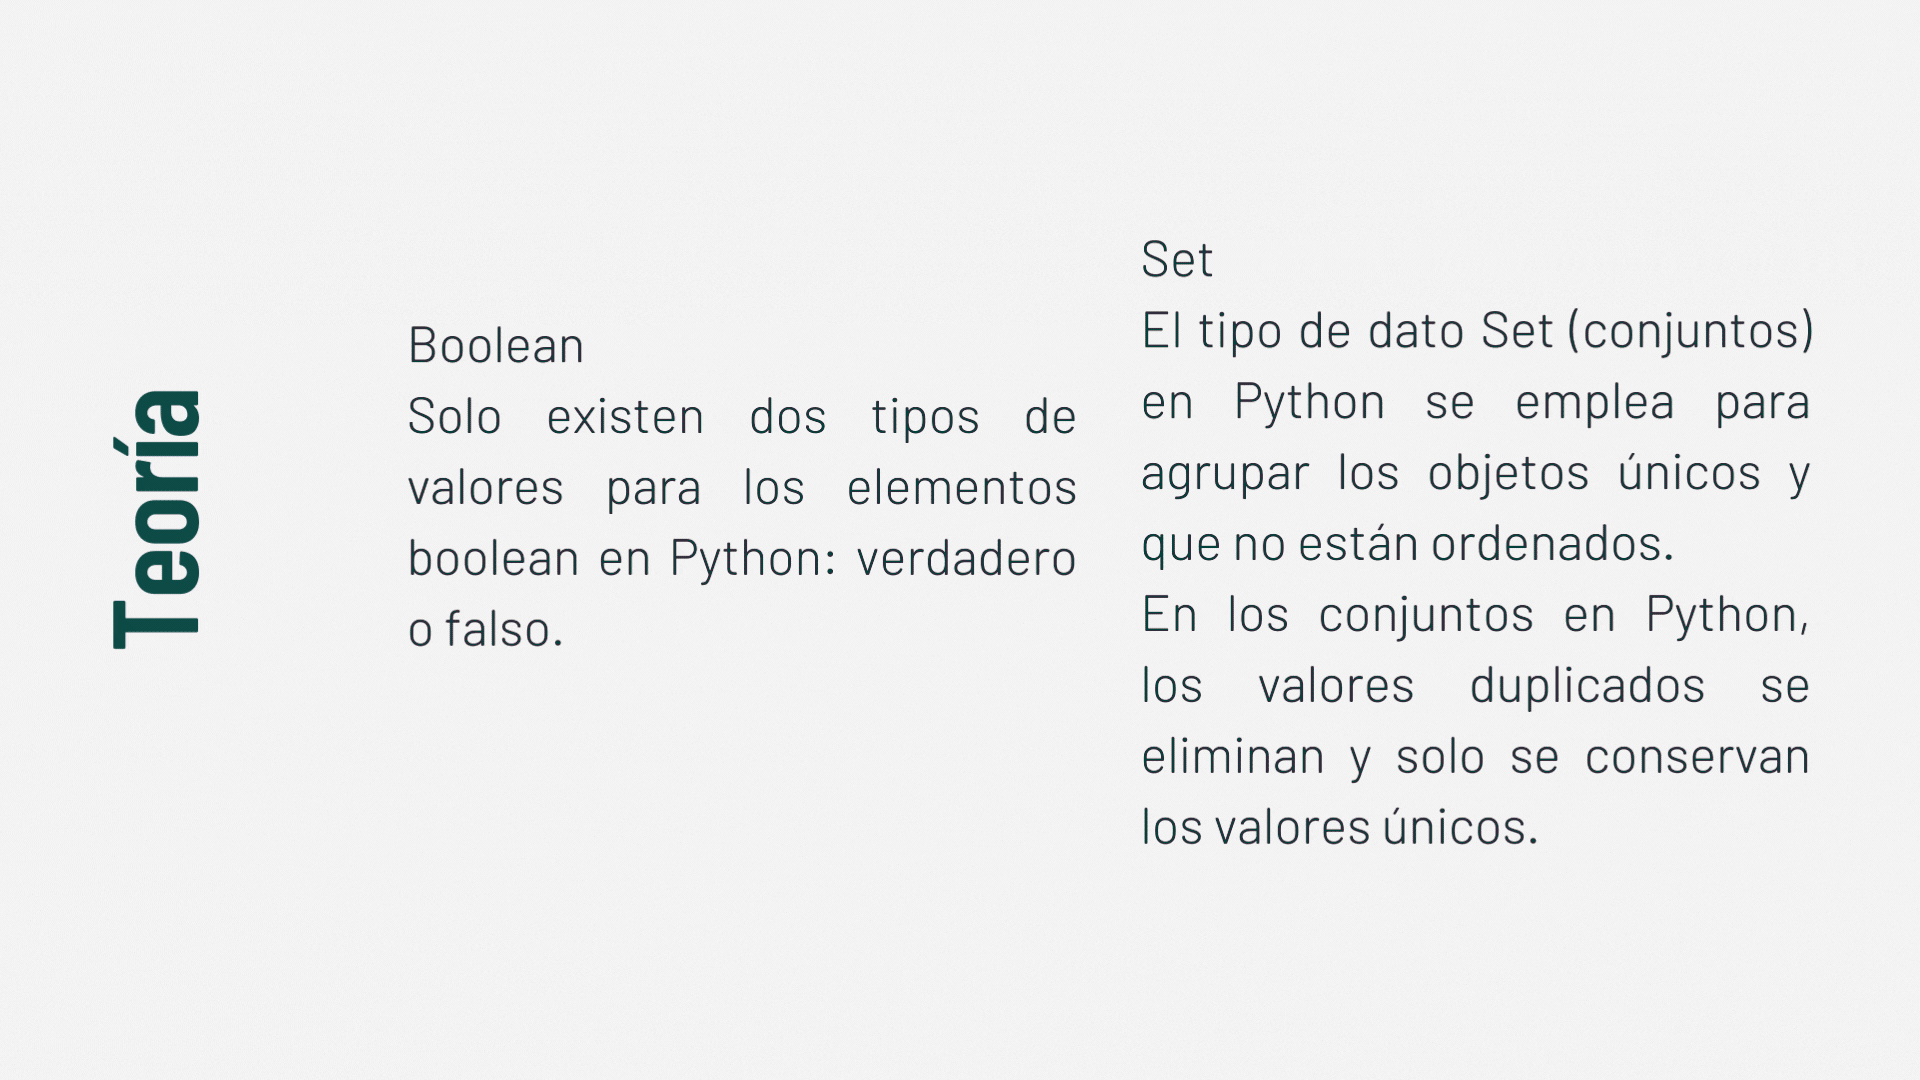 Teoría
Boolean
Solo existen dos tipos de
valores para los elementos
boolean en Python: verdadero
o falso.
Set
El tipo de dato Set (conjuntos)
en Python se emplea para
agrupar los objetos únicos y
que no están ordenados.
En los conjuntos en Python,
los valores duplicados se
eliminan y solo se conservan
los valores únicos.